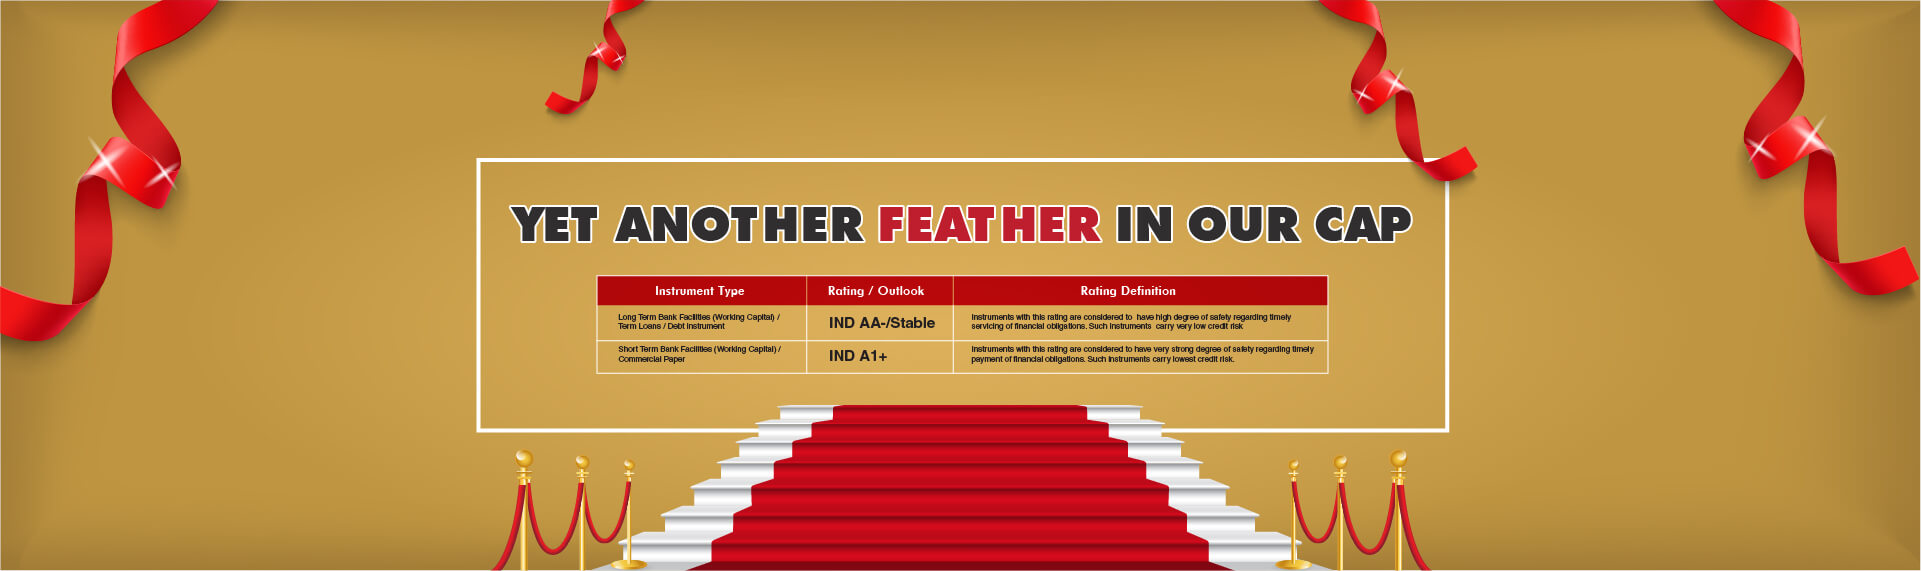 YET ANOTHER FEATHER IN OUR CAP
Instrument Type
Rating / Outlook
Rating Definition
Long Term Bank Facilities (Working Capital) /
Term Loans / Debt Instrument
IND AA-/Stable
Instruments with this rating are considered to have high degree of safety regarding timely
servicing of financial obligations. Such instruments carry very low credit risk
Short Term Bank Facilities (Working Capital) /
Commercial Paper
IND A1+
Instruments with this rating are considered to have very strong degree of safety regarding timely
payment of financial obligations. Such instruments carry lowest credit risk.